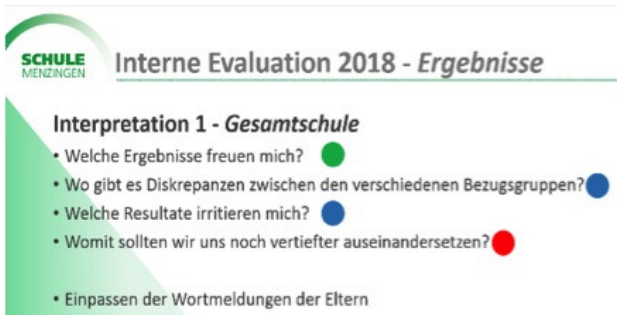 SCHULE
MENZINGEN
Interne Evaluation 2018 - Ergebnisse
Interpretation 1 - Gesamtschule
• Welche Ergebnisse freuen mich?
• Wo gibt es Diskrepanzen zwischen den verschiedenen Bezugsgruppen?
• Welche Resultate irritieren mich?
• Womit sollten wir uns noch vertiefter auseinandersetzen?
• Einpassen der Wortmeldungen der Eltern